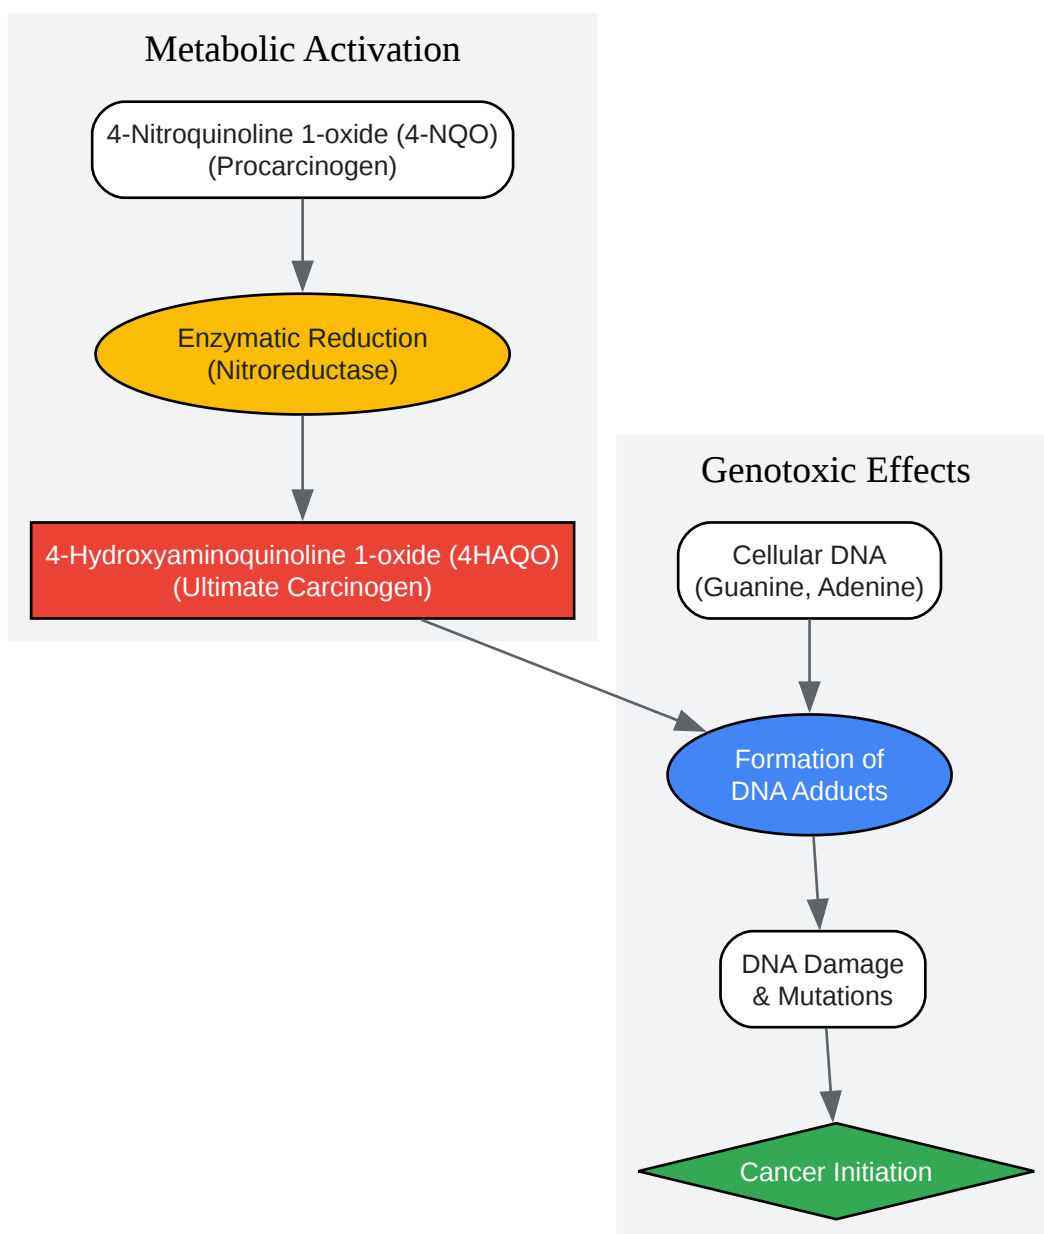 Metabolic Activation
4-Nitroquinoline 1-oxide (4-NQO)
(Procarcinogen)
Enzymatic Reduction
(Nitroreductase)
4-Hydroxyaminoquinoline 1-oxide (4HAQO)
(Ultimate Carcinogen)
Genotoxic Effects
Cellular DNA
(Guanine, Adenine)
Formation of
DNA Adducts
DNA Damage
& Mutations
Cancer Initiation